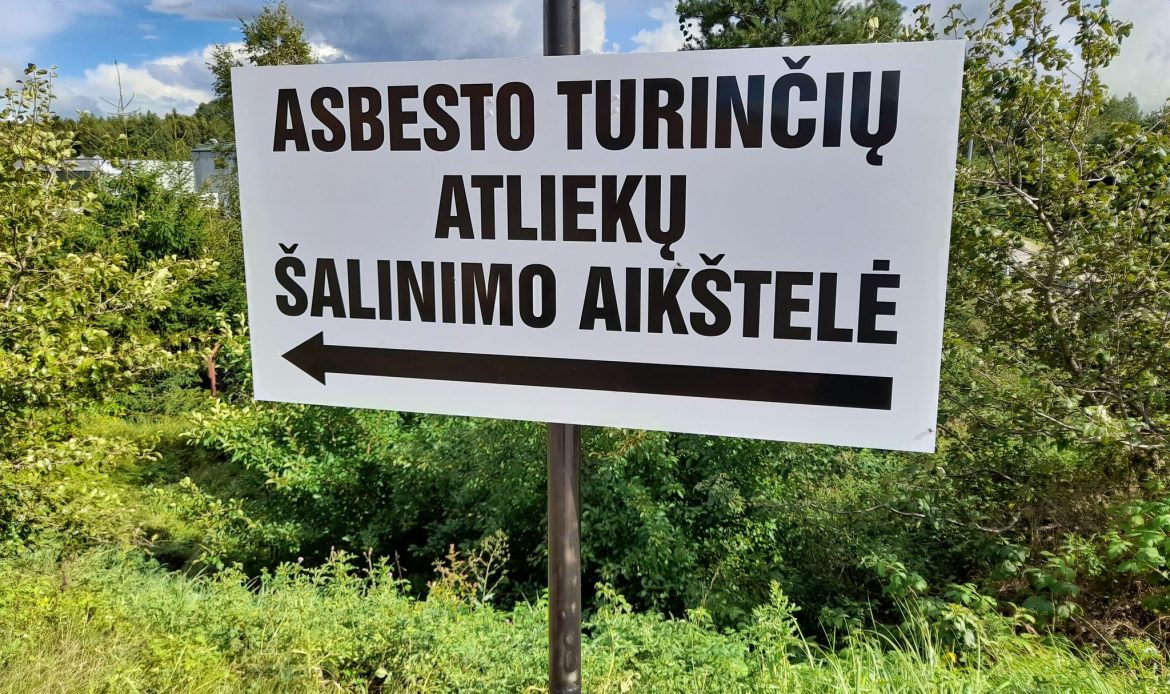 ASBESTO TURINČIŲ
ATLIEKŲ
ŠALINIMO AIKŠTELĖ